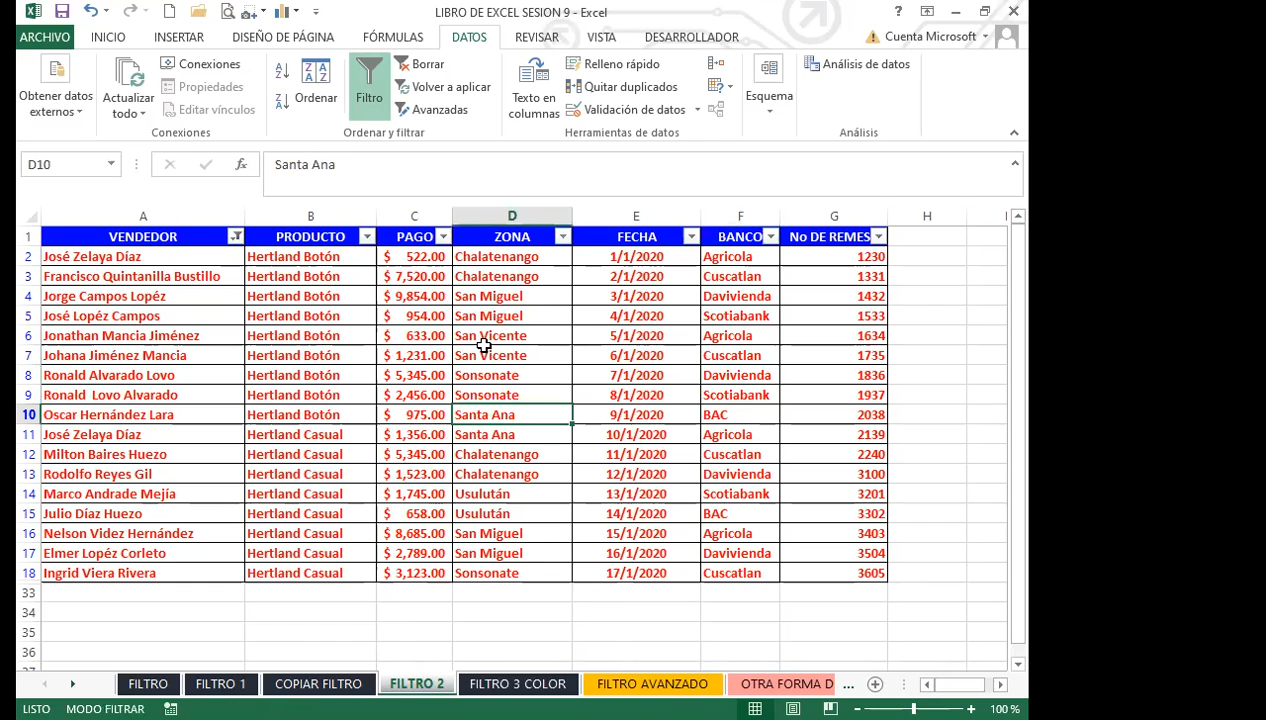 LIBRO DE EXCEL SESION 9 - Excel
?
ARCHIVO INICIO INSERTAR DISEÑO DE PÁGINA FÓRMULAS DATOS REVISAR VISTA DESARROLLADOR Cuenta Microsoft
Obtener datos externos
Actualizar todo
Conexiones
Propiedades
Editar vínculos
Conexiones
Ordenar
Filtro
Borrar
Volver a aplicar
Avanzadas
Ordenar y filtrar
Texto en columnas
Relleno rápido
Quitar duplicados
Validación de datos
Herramientas de datos
Esquema
Análisis de datos
Análisis
D10 fx Santa Ana
A B C D E F G H I
1 VENDEDOR PRODUCTO PAGO ZONA FECHA BANCO No DE REMES
2 José Zelaya Díaz Hertland Botón $ 522.00 Chalatenango 1/1/2020 Agricola 1230
3 Francisco Quintanilla Bustillo Hertland Botón $ 7,520.00 Chalatenango 2/1/2020 Cuscatlan 1331
4 Jorge Campos Lopéz Hertland Botón $ 9,854.00 San Miguel 3/1/2020 Davivienda 1432
5 José Lopéz Campos Hertland Botón $ 954.00 San Miguel 4/1/2020 Scotiabank 1533
6 Jonathan Mancia Jiménez Hertland Botón $ 633.00 San Vicente 5/1/2020 Agricola 1634
7 Johana Jiménez Mancia Hertland Botón $ 1,231.00 San Vicente 6/1/2020 Cuscatlan 1735
8 Ronald Alvarado Lovo Hertland Botón $ 5,345.00 Sonsonate 7/1/2020 Davivienda 1836
9 Ronald Lovo Alvarado Hertland Botón $ 2,456.00 Sonsonate 8/1/2020 Scotiabank 1937
10 Oscar Hernández Lara Hertland Botón $ 975.00 Santa Ana 9/1/2020 BAC 2038
11 José Zelaya Díaz Hertland Casual $ 1,356.00 Santa Ana 10/1/2020 Agricola 2139
12 Milton Baires Huezo Hertland Casual $ 5,345.00 Chalatenango 11/1/2020 Cuscatlan 2240
13 Rodolfo Reyes Gil Hertland Casual $ 1,523.00 Chalatenango 12/1/2020 Davivienda 3100
14 Marco Andrade Mejía Hertland Casual $ 1,745.00 Usulután 13/1/2020 Scotiabank 3201
15 Julio Díaz Huezo Hertland Casual $ 658.00 Usulután 14/1/2020 BAC 3302
16 Nelson Videz Hernández Hertland Casual $ 8,685.00 San Miguel 15/1/2020 Agricola 3403
17 Elmer Lopéz Corleto Hertland Casual $ 2,789.00 San Miguel 16/1/2020 Davivienda 3504
18 Ingrid Viera Rivera Hertland Casual $ 3,123.00 Sonsonate 17/1/2020 Cuscatlan 3605
33
34
35
36
FILTRO FILTRO 1 COPIAR FILTRO FILTRO 2 FILTRO 3 COLOR FILTRO AVANZADO OTRA FORMA D ...
LISTO MODO FILTRAR 100 %